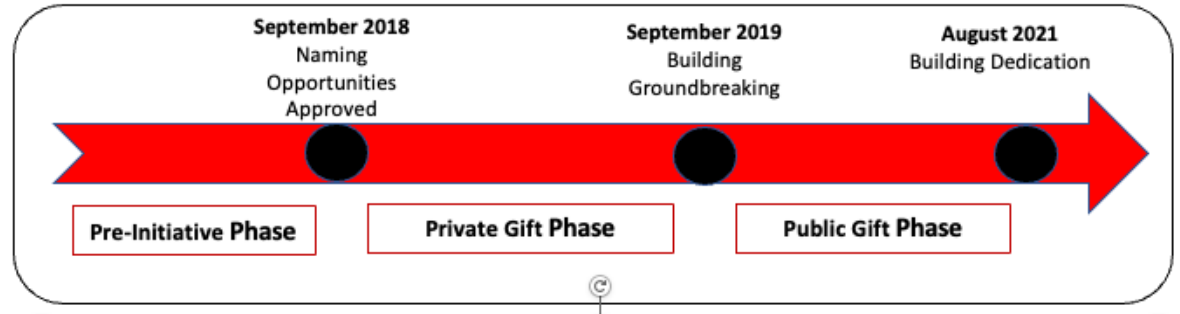 September 2018
Naming
Opportunities
Approved
September 2019
Building
Groundbreaking
August 2021
Building Dedication
Pre-Initiative Phase
Private Gift Phase
Public Gift Phase